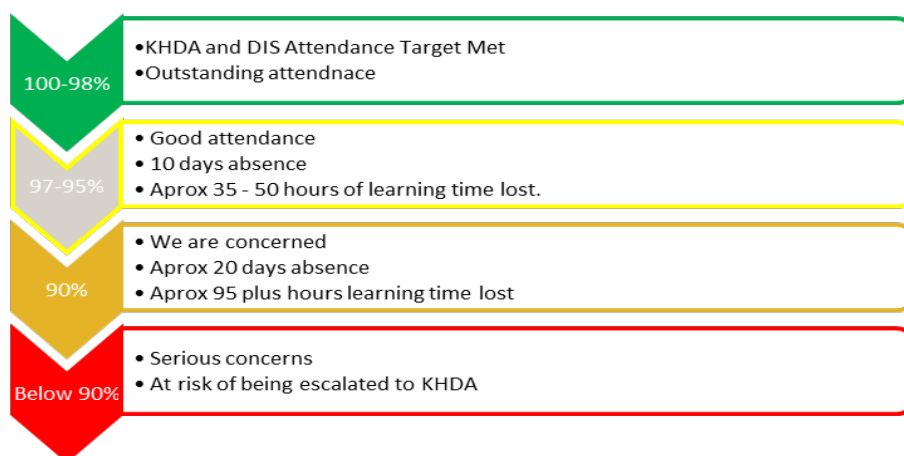 100-98%
•KHDA and DIS Attendance Target Met
•Outstanding attendnace
97-95%
• Good attendance
• 10 days absence
• Aprox 35 - 50 hours of learning time lost.
90%
• We are concerned
• Aprox 20 days absence
• Aprox 95 plus hours learning time lost
Below 90%
• Serious concerns
• At risk of being escalated to KHDA